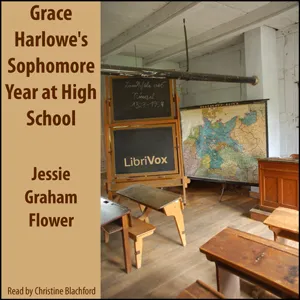 Grace
Harlowe's
Sophomore
Year at High
School
Jessie
Graham
Flower
Read by Christine Blachford
LibriVox